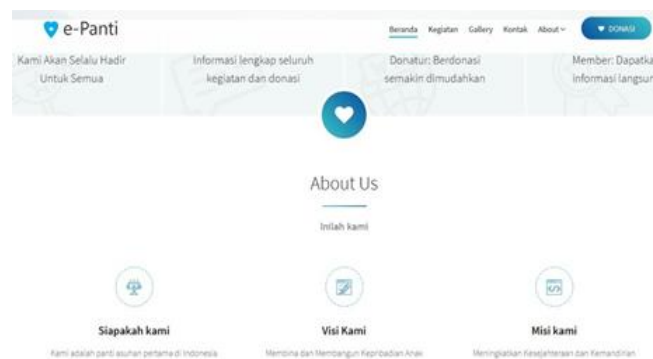 e-Panti
Beranda Kegiatan Gallery Kontak About DONASI
Kami Akan Selalu Hadir
Untuk Semua
Informasi lengkap seluruh
kegiatan dan donasi
Donatur: Berdonasi
semakin dimudahkan
Member: Dapatka
informasi langsur
About Us
Inilah kami
Siapakah kami
Kami adalah panti asuhan pertama di Indonesia
Visi Kami
Membina dan Membangun Kepribadian Anak
Misi kami
Meningkatkan Kesejahteraan dan Kemandirian